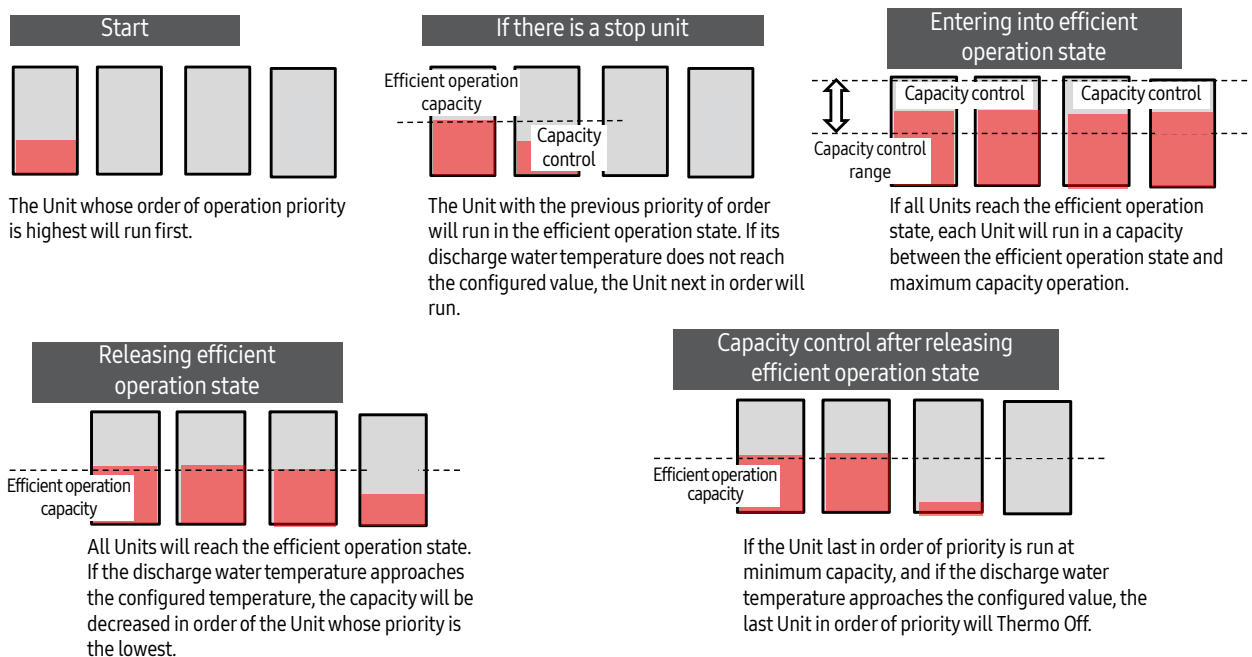 Start
The Unit whose order of operation priority
is highest will run first.
If there is a stop unit
Efficient operation
capacity
Capacity
control
The Unit with the previous priority of order
will run in the efficient operation state. If its
discharge water temperature does not reach
the configured value, the Unit next in order will
run.
Entering into efficient
operation state
Capacity control
Capacity control
Capacity control
range
If all Units reach the efficient operation
state, each Unit will run in a capacity
between the efficient operation state and
maximum capacity operation.
Releasing efficient
operation state
Efficient operation
capacity
All Units will reach the efficient operation state.
If the discharge water temperature approaches
the configured temperature, the capacity will be
decreased in order of the Unit whose priority is
the lowest.
Capacity control after releasing
efficient operation state
Efficient operation
capacity
If the Unit last in order of priority is run at
minimum capacity, and if the discharge water
temperature approaches the configured value, the
last Unit in order of priority will Thermo Off.